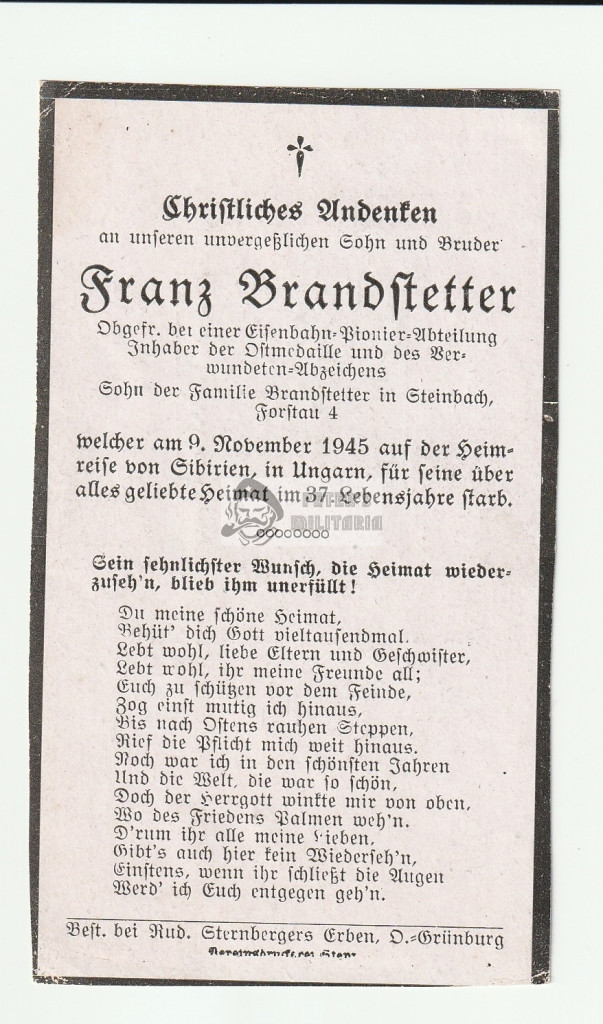 Christliches Andenken
an unseren unvergeßlichen Sohn und Bruder
Franz Brandstetter
Obgefr. bei einer Eisenbahn-Pionier-Abteilung
Inhaber der Ostmedaille und des Ver-
wundeten-Abzeichens
Sohn der Familie Brandstetter in Steinbach,
Forstau 4
welcher am 9. November 1945 auf der Heim-
reise von Sibirien, in Ungarn, für seine über
alles geliebte Heimat im 37. Lebensjahre starb.
PETER'S
MILITARIA
Sein sehnlichster Wunsch, die Heimat wieder-
zuseh'n, blieb ihm unerfüllt!
Du meine schöne Heimat,
Behüt' dich Gott vieltausendmal.
Lebt wohl, liebe Eltern und Geschwister,
Lebt wohl, ihr meine Freunde all;
Euch zu schützen vor dem Feinde,
Zog einst mutig ich hinaus,
Bis nach Ostens rauhen Steppen,
Rief die Pflicht mich weit hinaus.
Noch war ich in den schönsten Jahren
Und die Welt, die war so schön,
Doch der Herrgott winkte mir von oben,
Wo des Friedens Palmen weh'n.
D'rum ihr alle meine Lieben,
Gibt's auch hier kein Wiederseh'n,
Einstens, wenn ihr schließt die Augen
Werd' ich Euch entgegen geh'n.
Best. bei Rud. Sternbergers Erben, O.-Grünburg